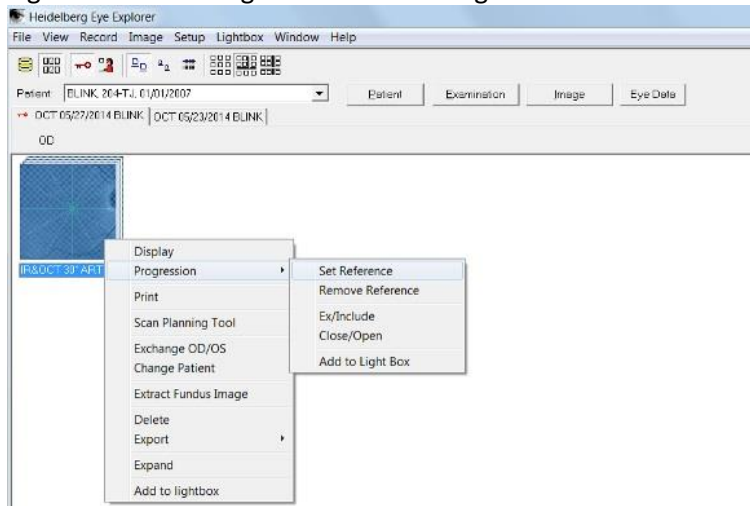 Heidelberg Eye Explorer
File View Record Image Setup Lightbox Window Help
Patient BLINK, 204-TJ, 01/01/2007 Patient Examination Image Eye Data
OCT 05/27/2014 BLINK OCT 05/23/2014 BLINK
OD
IR&OCT 30° ART
Display
Progression
Print
Scan Planning Tool
Exchange OD/OS
Change Patient
Extract Fundus Image
Delete
Export
Expand
Add to lightbox
Set Reference
Remove Reference
Ex/Include
Close/Open
Add to Light Box